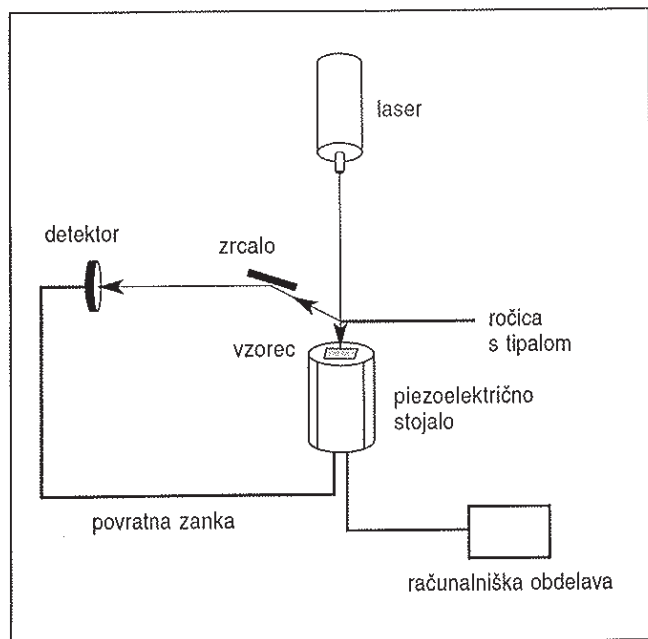 laser
detektor
zrcalo
ročica
s tipalom
vzorec
piezoelektrično
stojalo
povratna zanka
računalniška obdelava